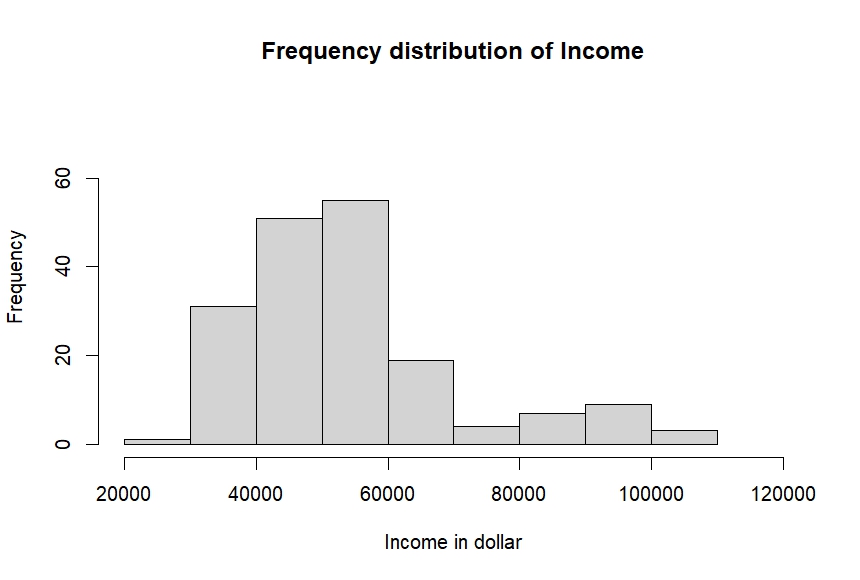 Frequency distribution of Income
Frequency
60
40
20
0
20000 40000 60000 80000 100000 120000
Income in dollar